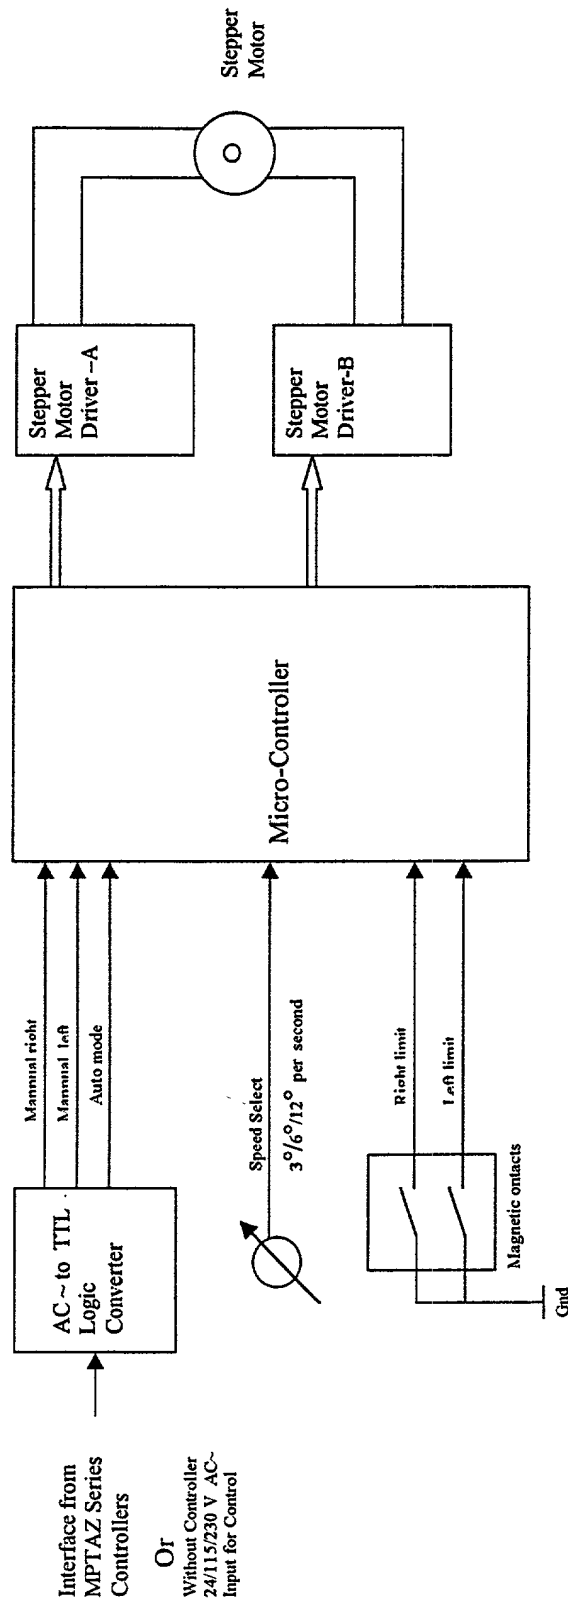 Interface from
MPTAZ Series
Controllers
Or
Without Controller
24/115/230 V AC~
Input for Control
AC ~ to TTL
Logic
Converter
Mannual right
Mannual left
Auto mode
Speed Select
3°/6°/12° per second
Right limit
Left limit
Magnetic ontacts
Gnd
Micro-Controller
Stepper
Motor
Driver –A
Stepper
Motor
Driver-B
Stepper
Motor